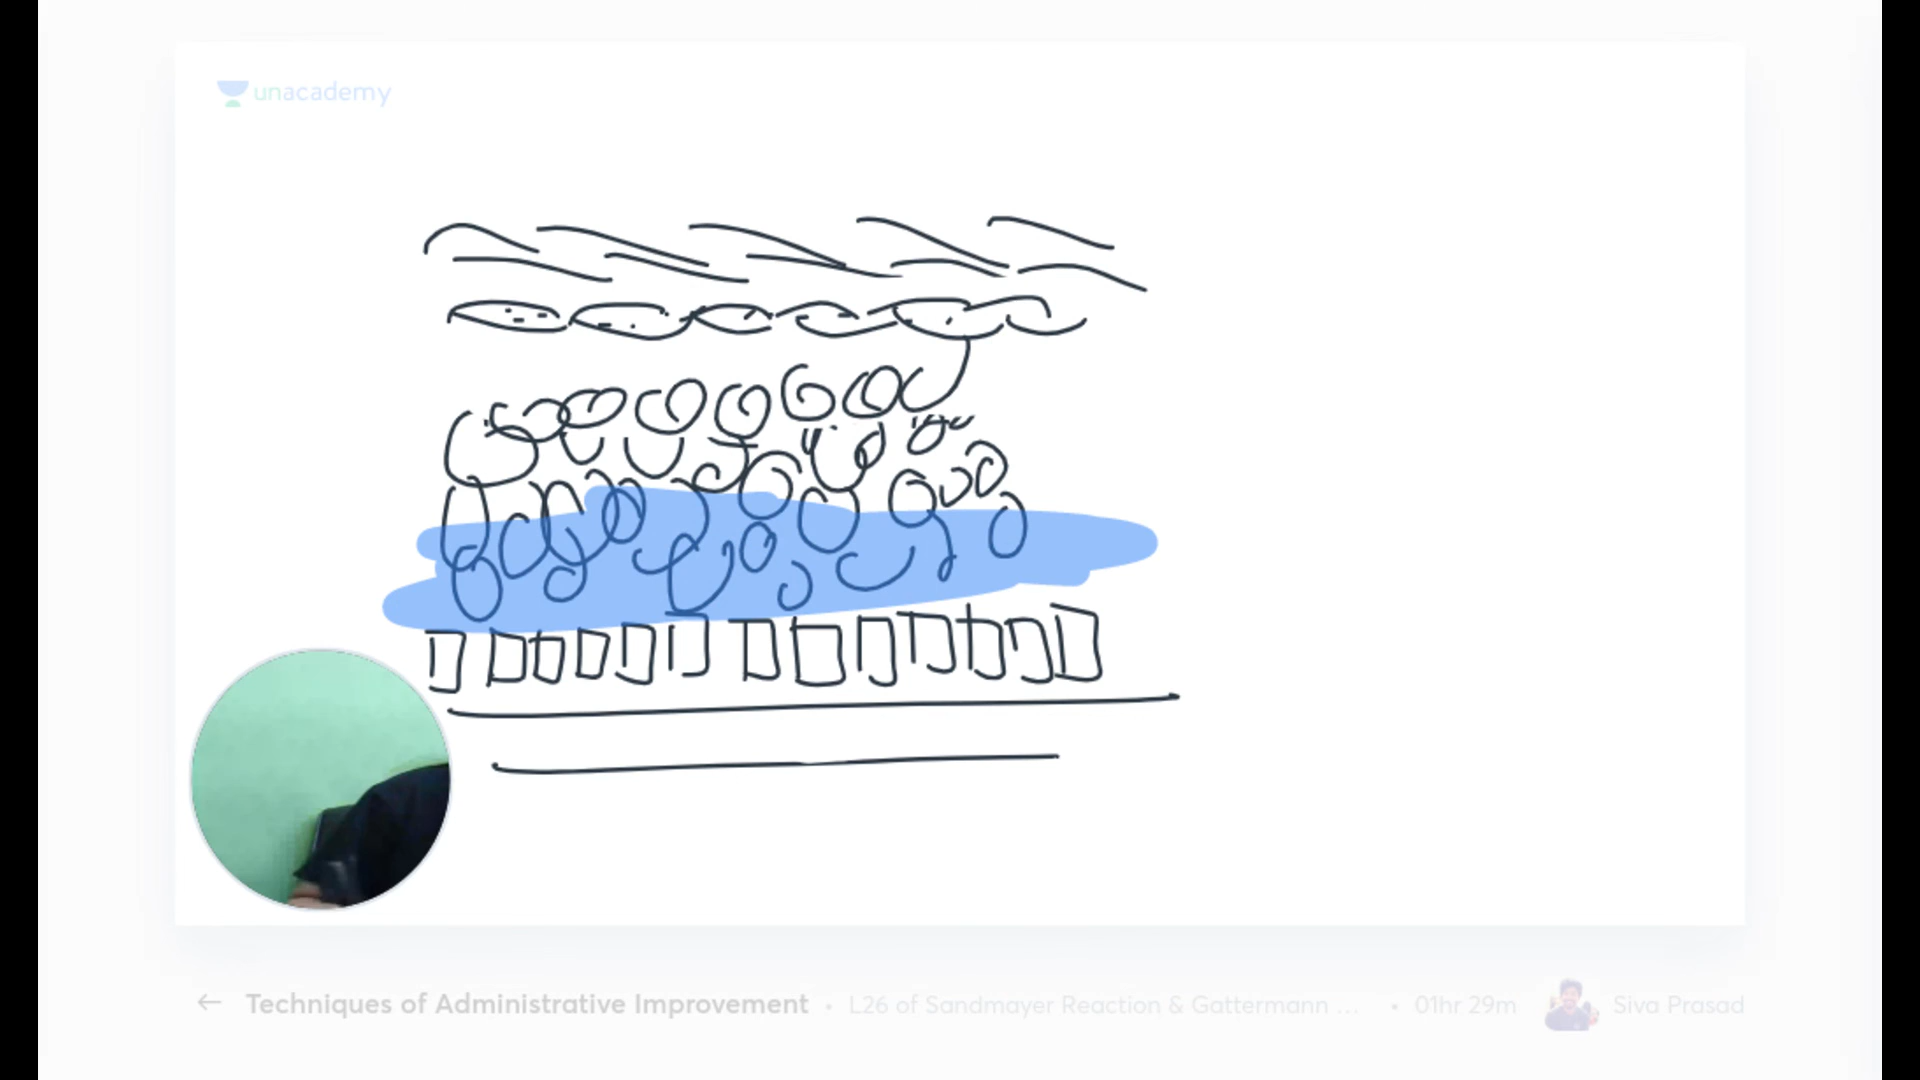 unacademy
← Techniques of Administrative Improvement • L26 of Sandmayer Reaction & Gattermann ... • 01hr 29m Siva Prasad